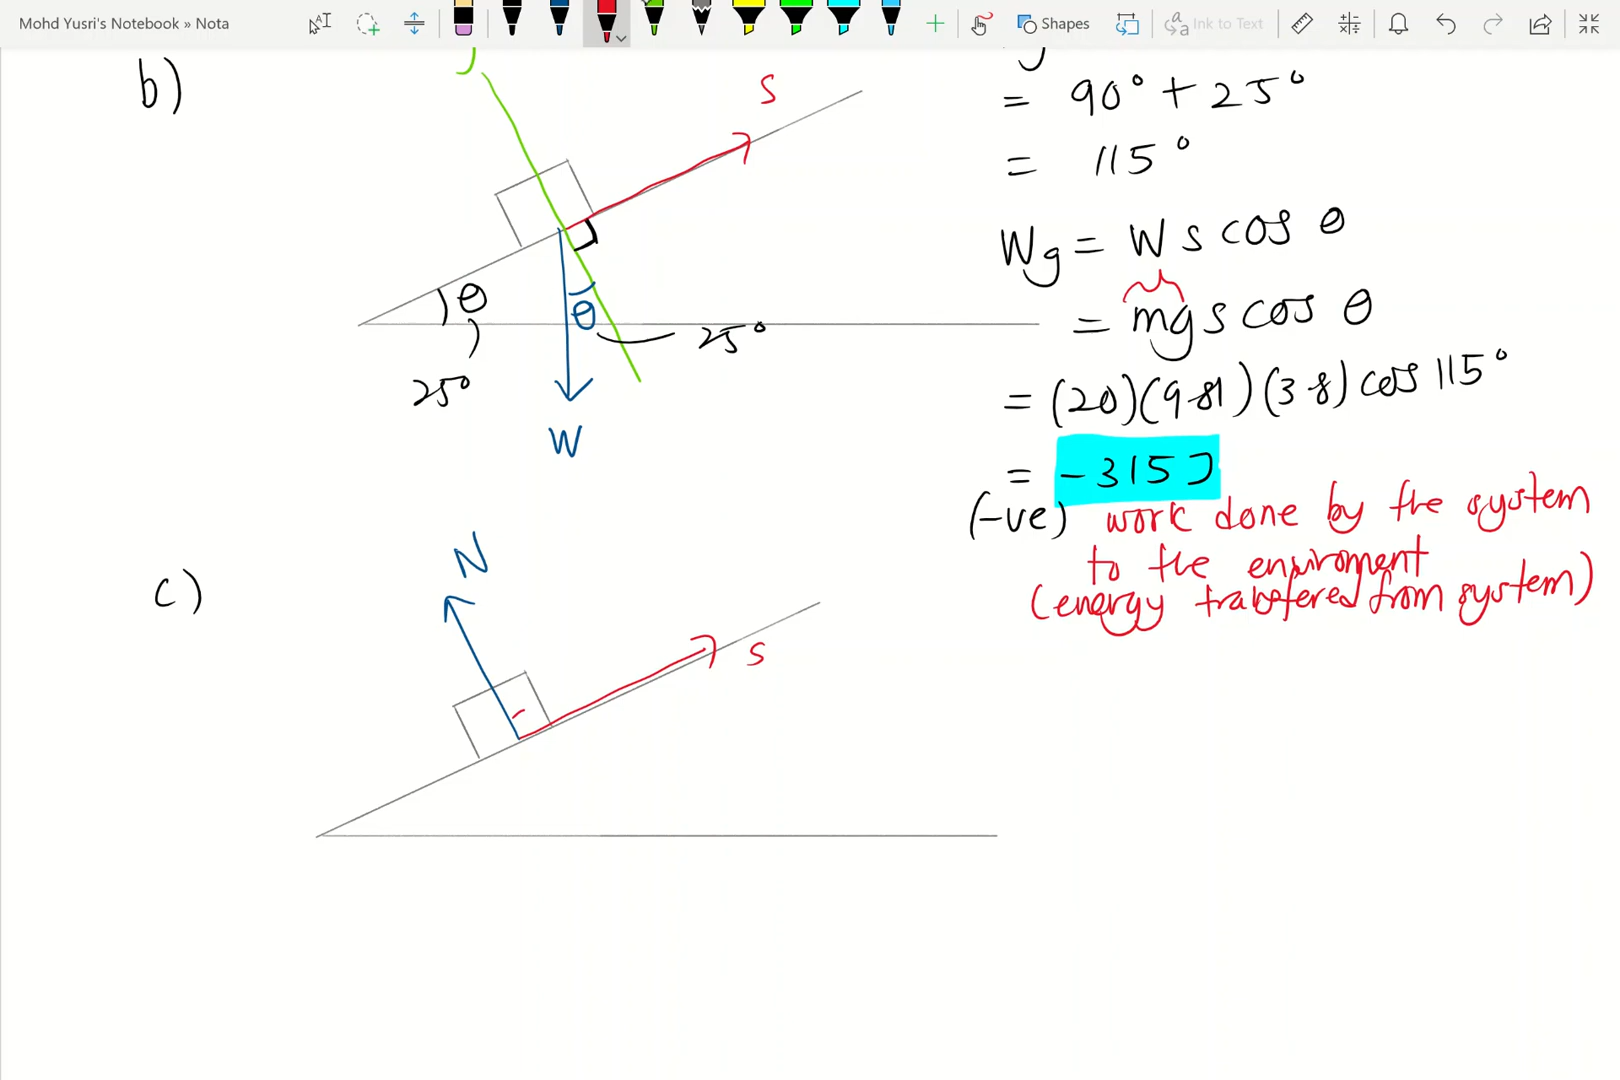 Mohd Yusri's Notebook » Nota
Shapes
Ink to Text
b)
S
θ
25°
θ
25°
W
= 90° + 25°
= 115°
Wg = W s cos θ
= mg s cos θ
= (20)(9.81)(3.8) cos 115°
= -315 J
(-ve) work done by the system
to the enviroment
(energy transfered from system)
c)
N
S